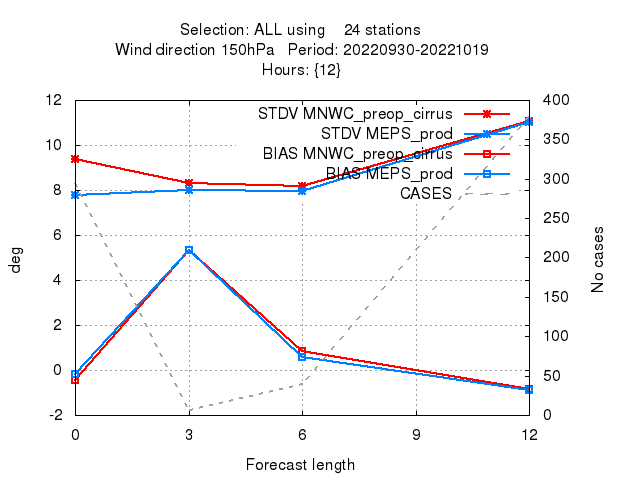 Selection: ALL using    24 stations
Wind direction 150hPa   Period: 20220930-20221019
Hours: {12}
STDV MNWC_preop_cirrus
STDV MEPS_prod
BIAS MNWC_preop_cirrus
BIAS MEPS_prod
CASES
12
10
8
6
4
2
0
-2
deg
400
350
300
250
200
150
100
50
0
No cases
0 3 6 9 12
Forecast length